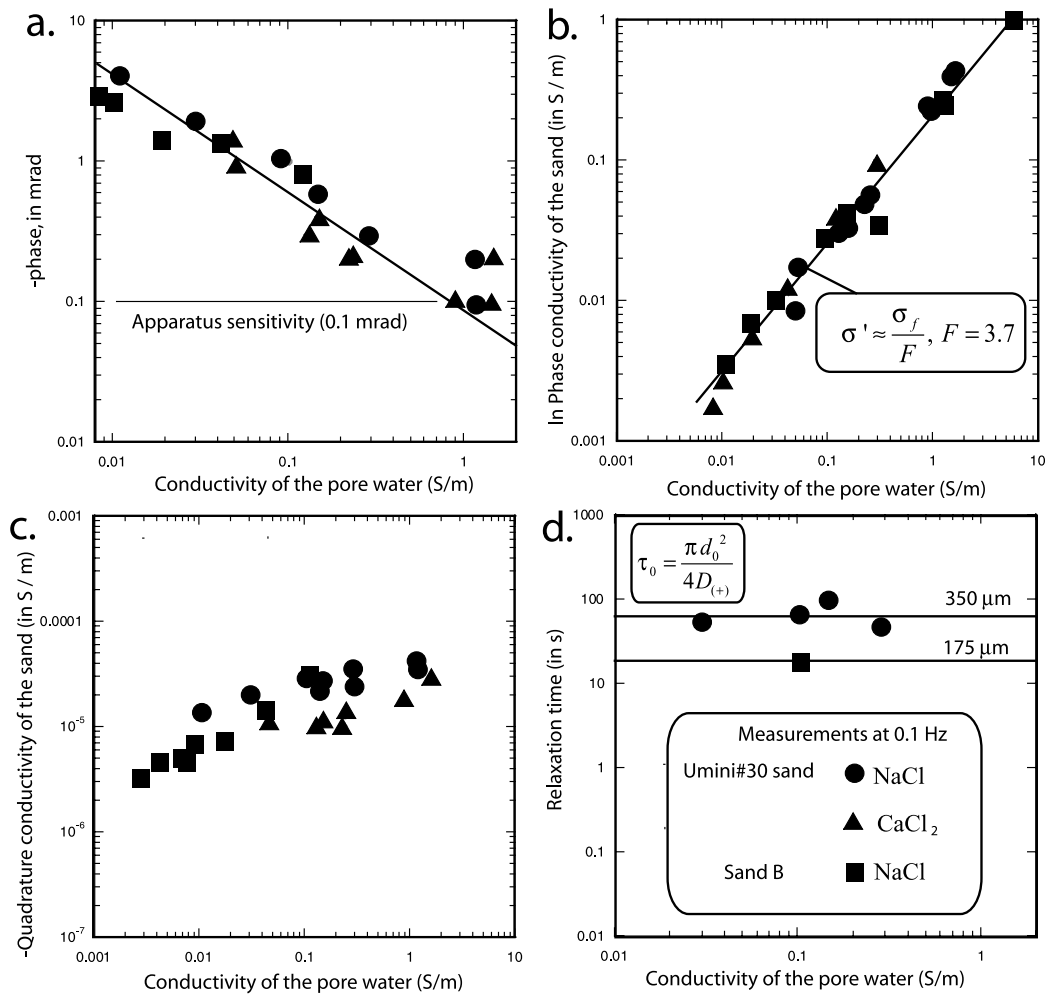 a.
10
1
0.1
0.01
-phase, in mrad
Apparatus sensitivity (0.1 mrad)
0.01
0.1
1
Conductivity of the pore water (S/m)
b.
1
0.1
0.01
0.001
In Phase conductivity of the sand (in S / m)
σ ' ≈ σf / F , F = 3.7
0.001
0.01
0.1
1
10
Conductivity of the pore water (S/m)
c.
0.001
0.0001
10-5
10-6
10-7
-Quadrature conductivity of the sand (in S / m)
0.001
0.01
0.1
1
10
Conductivity of the pore water (S/m)
d.
1000
100
10
1
0.1
0.01
Relaxation time (in s)
τ0 = πd0² / 4D(+)
350 μm
175 μm
Measurements at 0.1 Hz
Umini#30 sand
NaCl
CaCl2
Sand B
NaCl
0.01
0.1
1
Conductivity of the pore water (S/m)